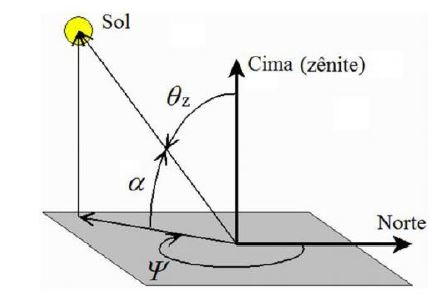 Sol
Cima (zênite)
θz
α
Norte
Ψ